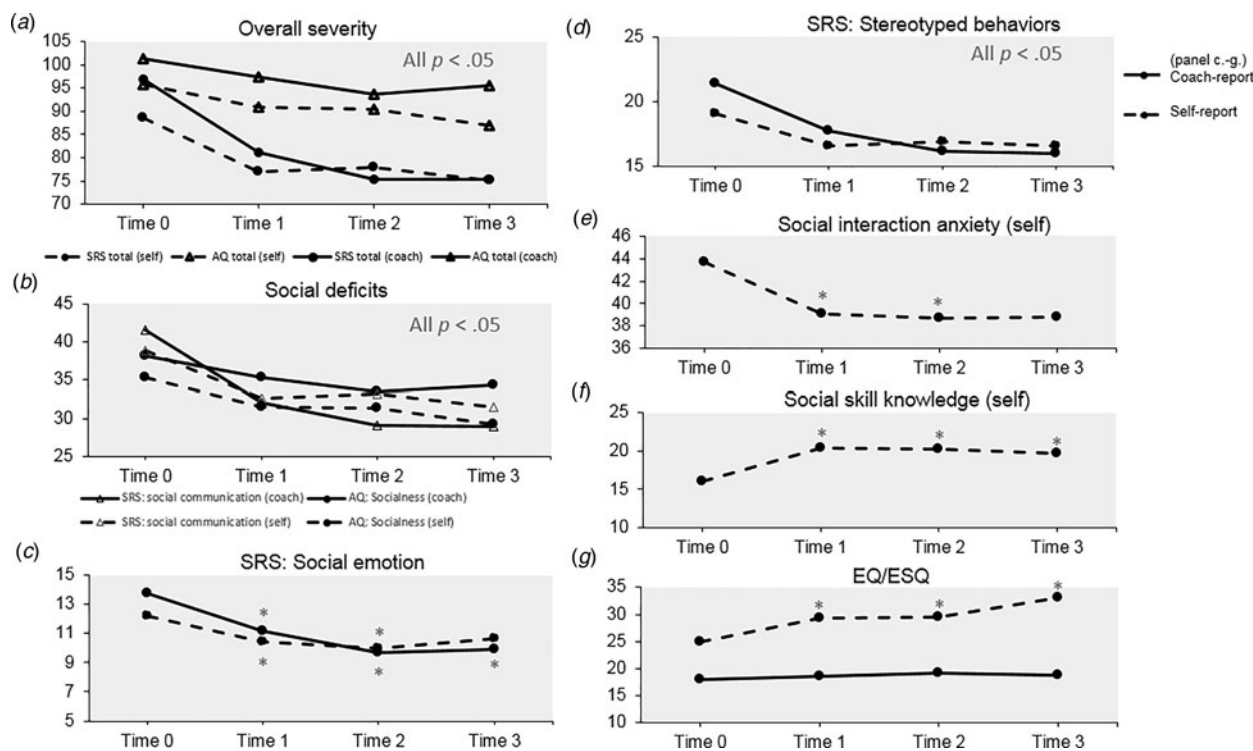 (a)
Overall severity
105
100
95
90
85
80
75
70
All p < .05
Time 0 Time 1 Time 2 Time 3
SRS total (self) AQ total (self) SRS total (coach) AQ total (coach)
(b)
Social deficits
45
40
35
30
25
All p < .05
Time 0 Time 1 Time 2 Time 3
SRS: social communication (coach) AQ: Socialness (coach)
SRS: social communication (self) AQ: Socialness (self)
(c)
SRS: Social emotion
15
13
11
9
7
5
* *
* * *
Time 0 Time 1 Time 2 Time 3
(d)
SRS: Stereotyped behaviors
25
20
15
All p < .05
Time 0 Time 1 Time 2 Time 3
(panel c.-g.)
Coach-report
Self-report
(e)
Social interaction anxiety (self)
46
44
42
40
38
36
* *
Time 0 Time 1 Time 2 Time 3
(f)
Social skill knowledge (self)
25
20
15
10
* * *
Time 0 Time 1 Time 2 Time 3
(g)
EQ/ESQ
35
30
25
20
15
10
* * *
Time 0 Time 1 Time 2 Time 3